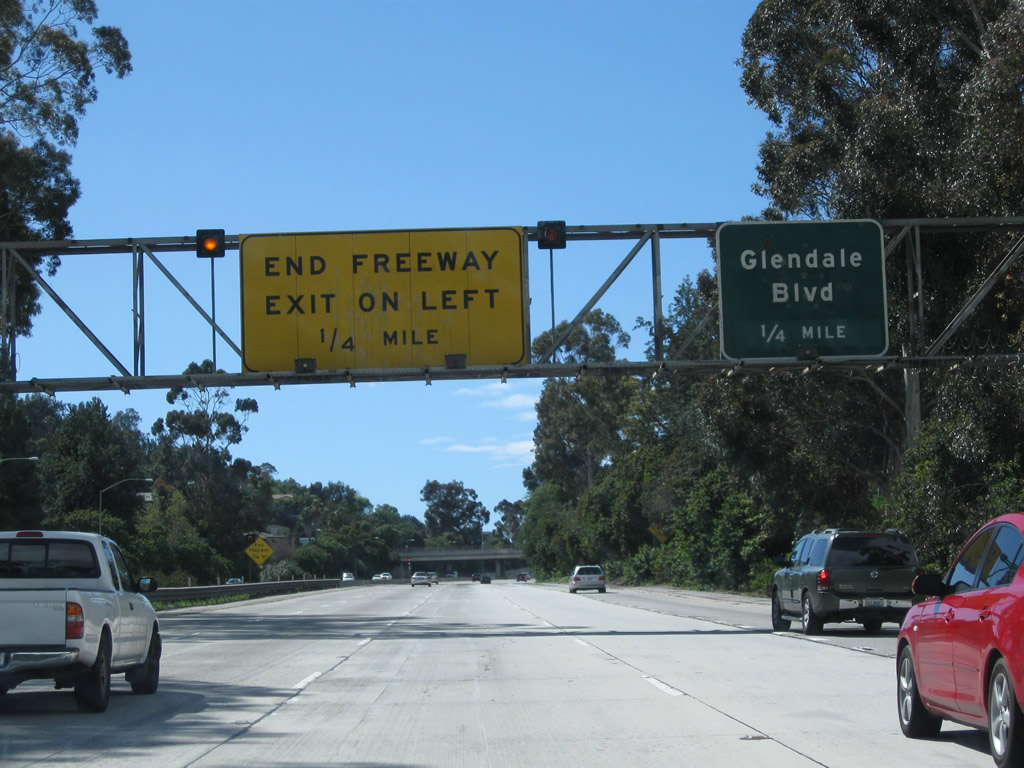 END FREEWAY
EXIT ON LEFT
1/4 MILE
Glendale
Blvd
1/4 MILE